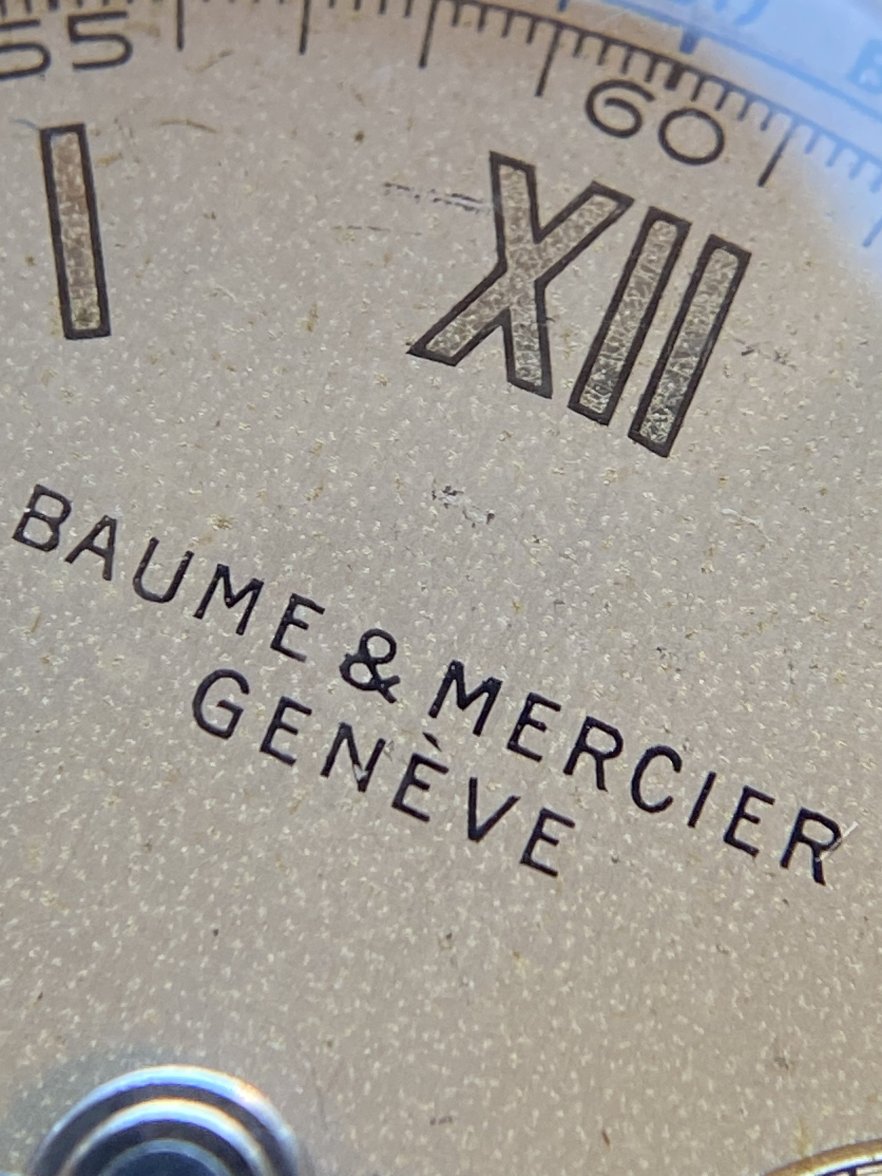 55
60
I
XII
BAUME & MERCIER
GENÈVE